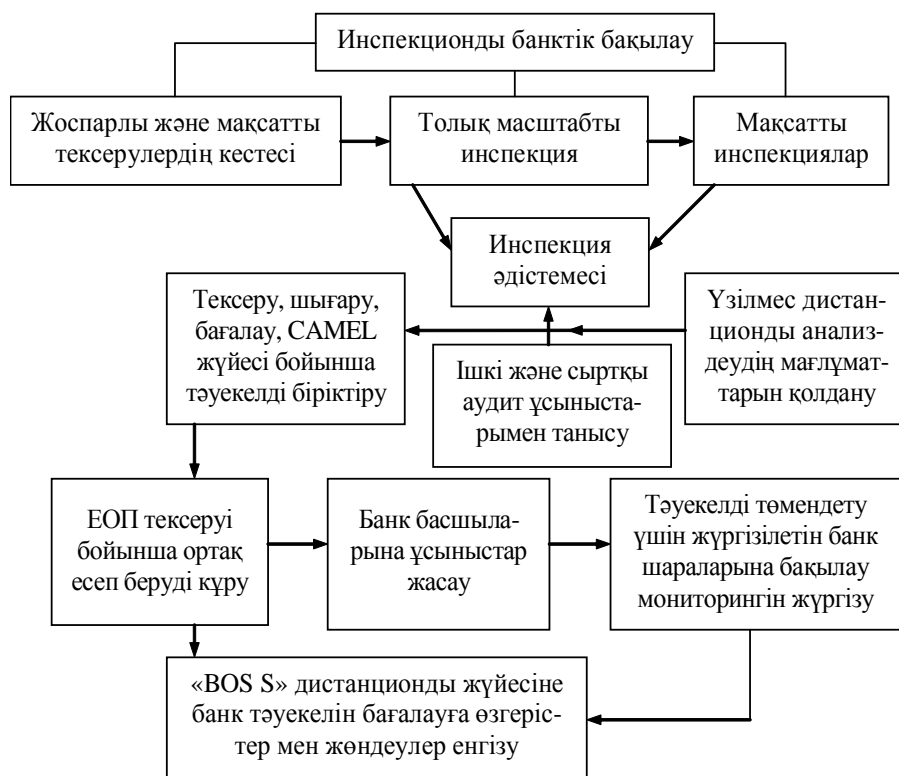 Инспекционды банктік бақылау
Жоспарлы және мақсатты
тексерулердің кестесі
Толық масштабты
инспекция
Мақсатты
инспекциялар
Инспекция
әдістемесі
Тексеру, шығару,
бағалау, CAMEL
жүйесі бойынша
тәуекелді біріктіру
Ішкі және сыртқы
аудит ұсыныста-
рымен танысу
Үзілмес дистан-
ционды анализ-
деудің мағлұмат-
тарын қолдану
ЕОП тексеруі
бойынша ортақ
есеп беруді құру
Банк басшыла-
рына ұсыныстар
жасау
Тәуекелді төмендету
үшін жүргізілетін банк
шараларына бақылау
мониторингін жүргізу
«BOS S» дистанционды жүйесіне
банк тәуекелін бағалауға өзгеріс-
тер мен жөндеулер енгізу